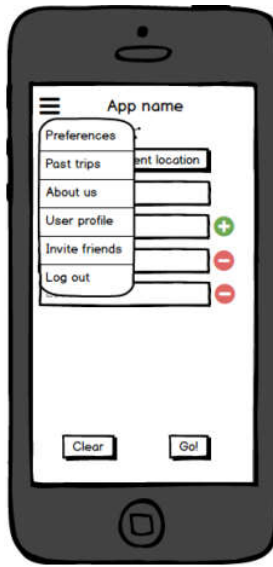 App name
Preferences
Past trips
ent location
About us
User profile
Invite friends
Log out
Clear
Go!